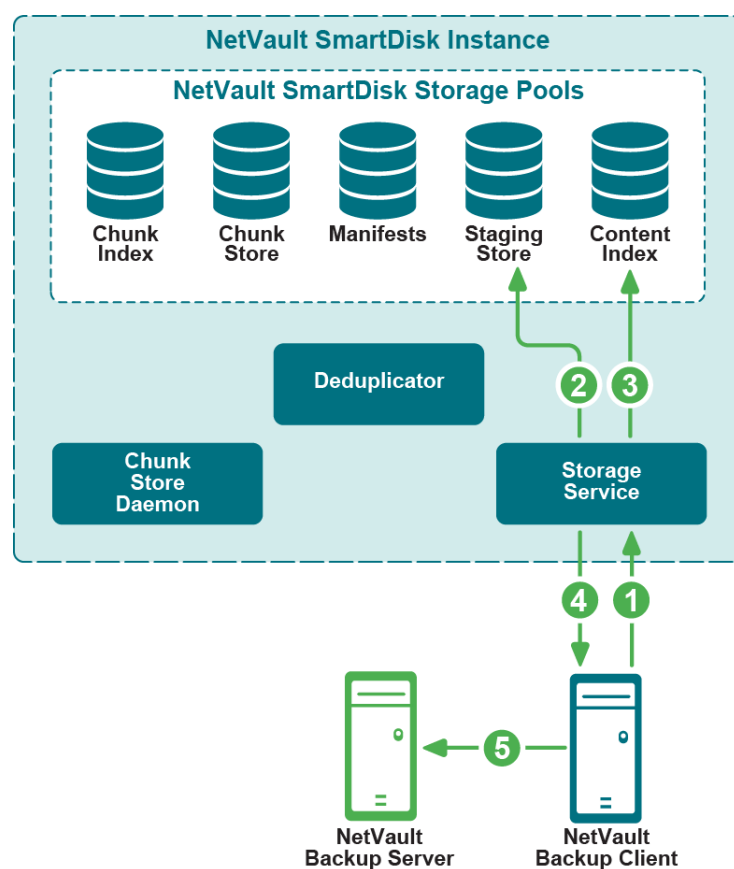 NetVault SmartDisk Instance
NetVault SmartDisk Storage Pools
Chunk
Index
Chunk
Store
Manifests
Staging
Store
Content
Index
2
3
Deduplicator
Chunk
Store
Daemon
Storage
Service
4
1
5
NetVault
Backup Server
NetVault
Backup Client